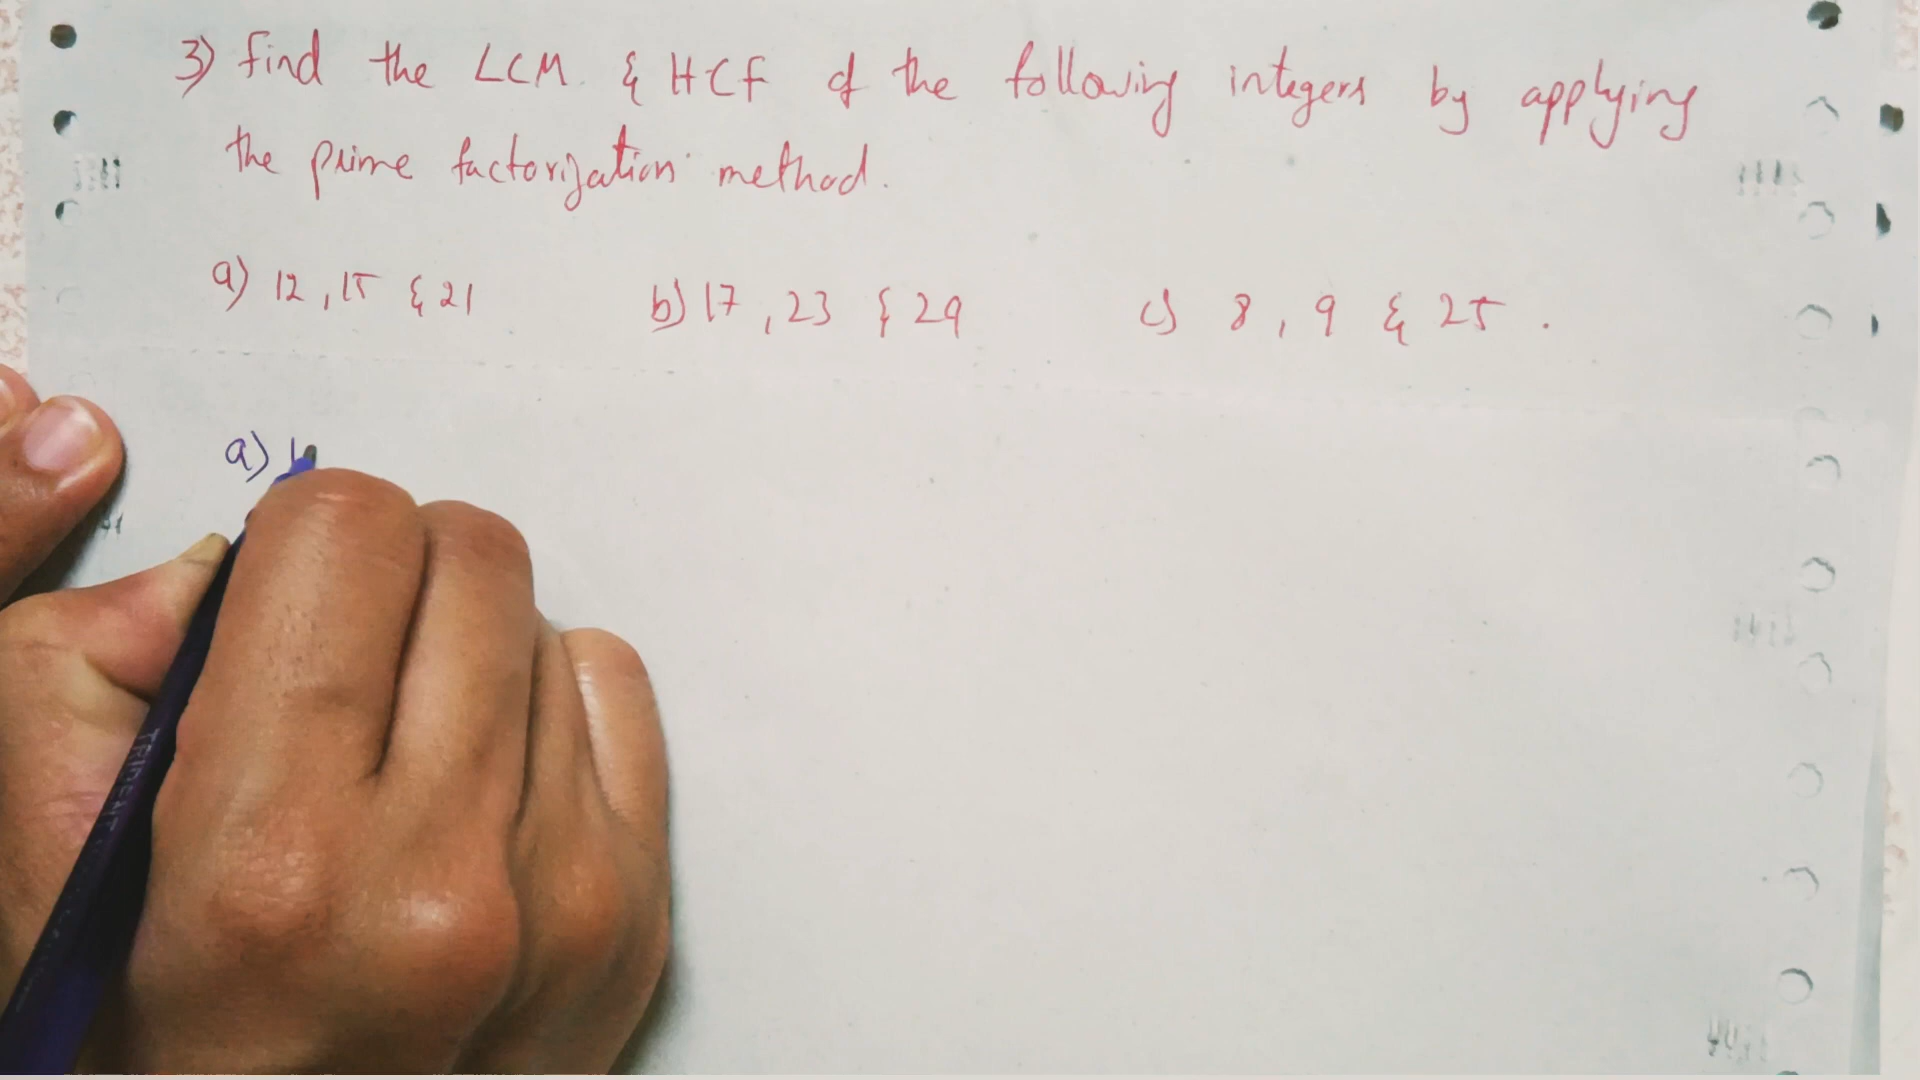 3) Find the LCM & HCF of the following integers by applying
the prime factorization method.
a) 12, 15 & 21 b) 17, 23 & 29 c) 8, 9 & 25.
a)
TRIDENT